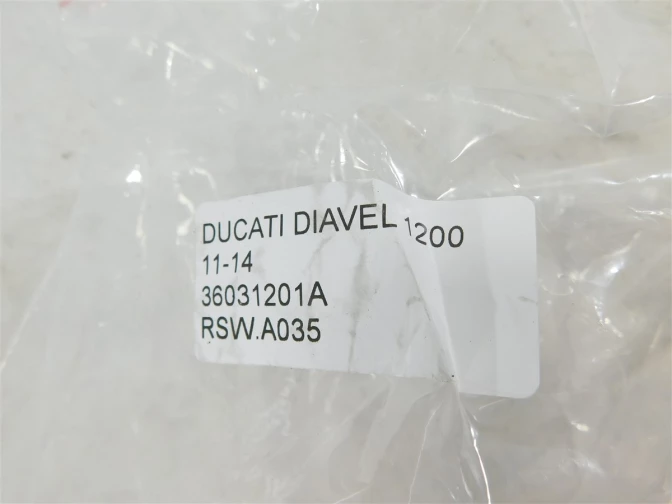 DUCATI DIAVEL 1200
11-14
36031201A
RSW.A035